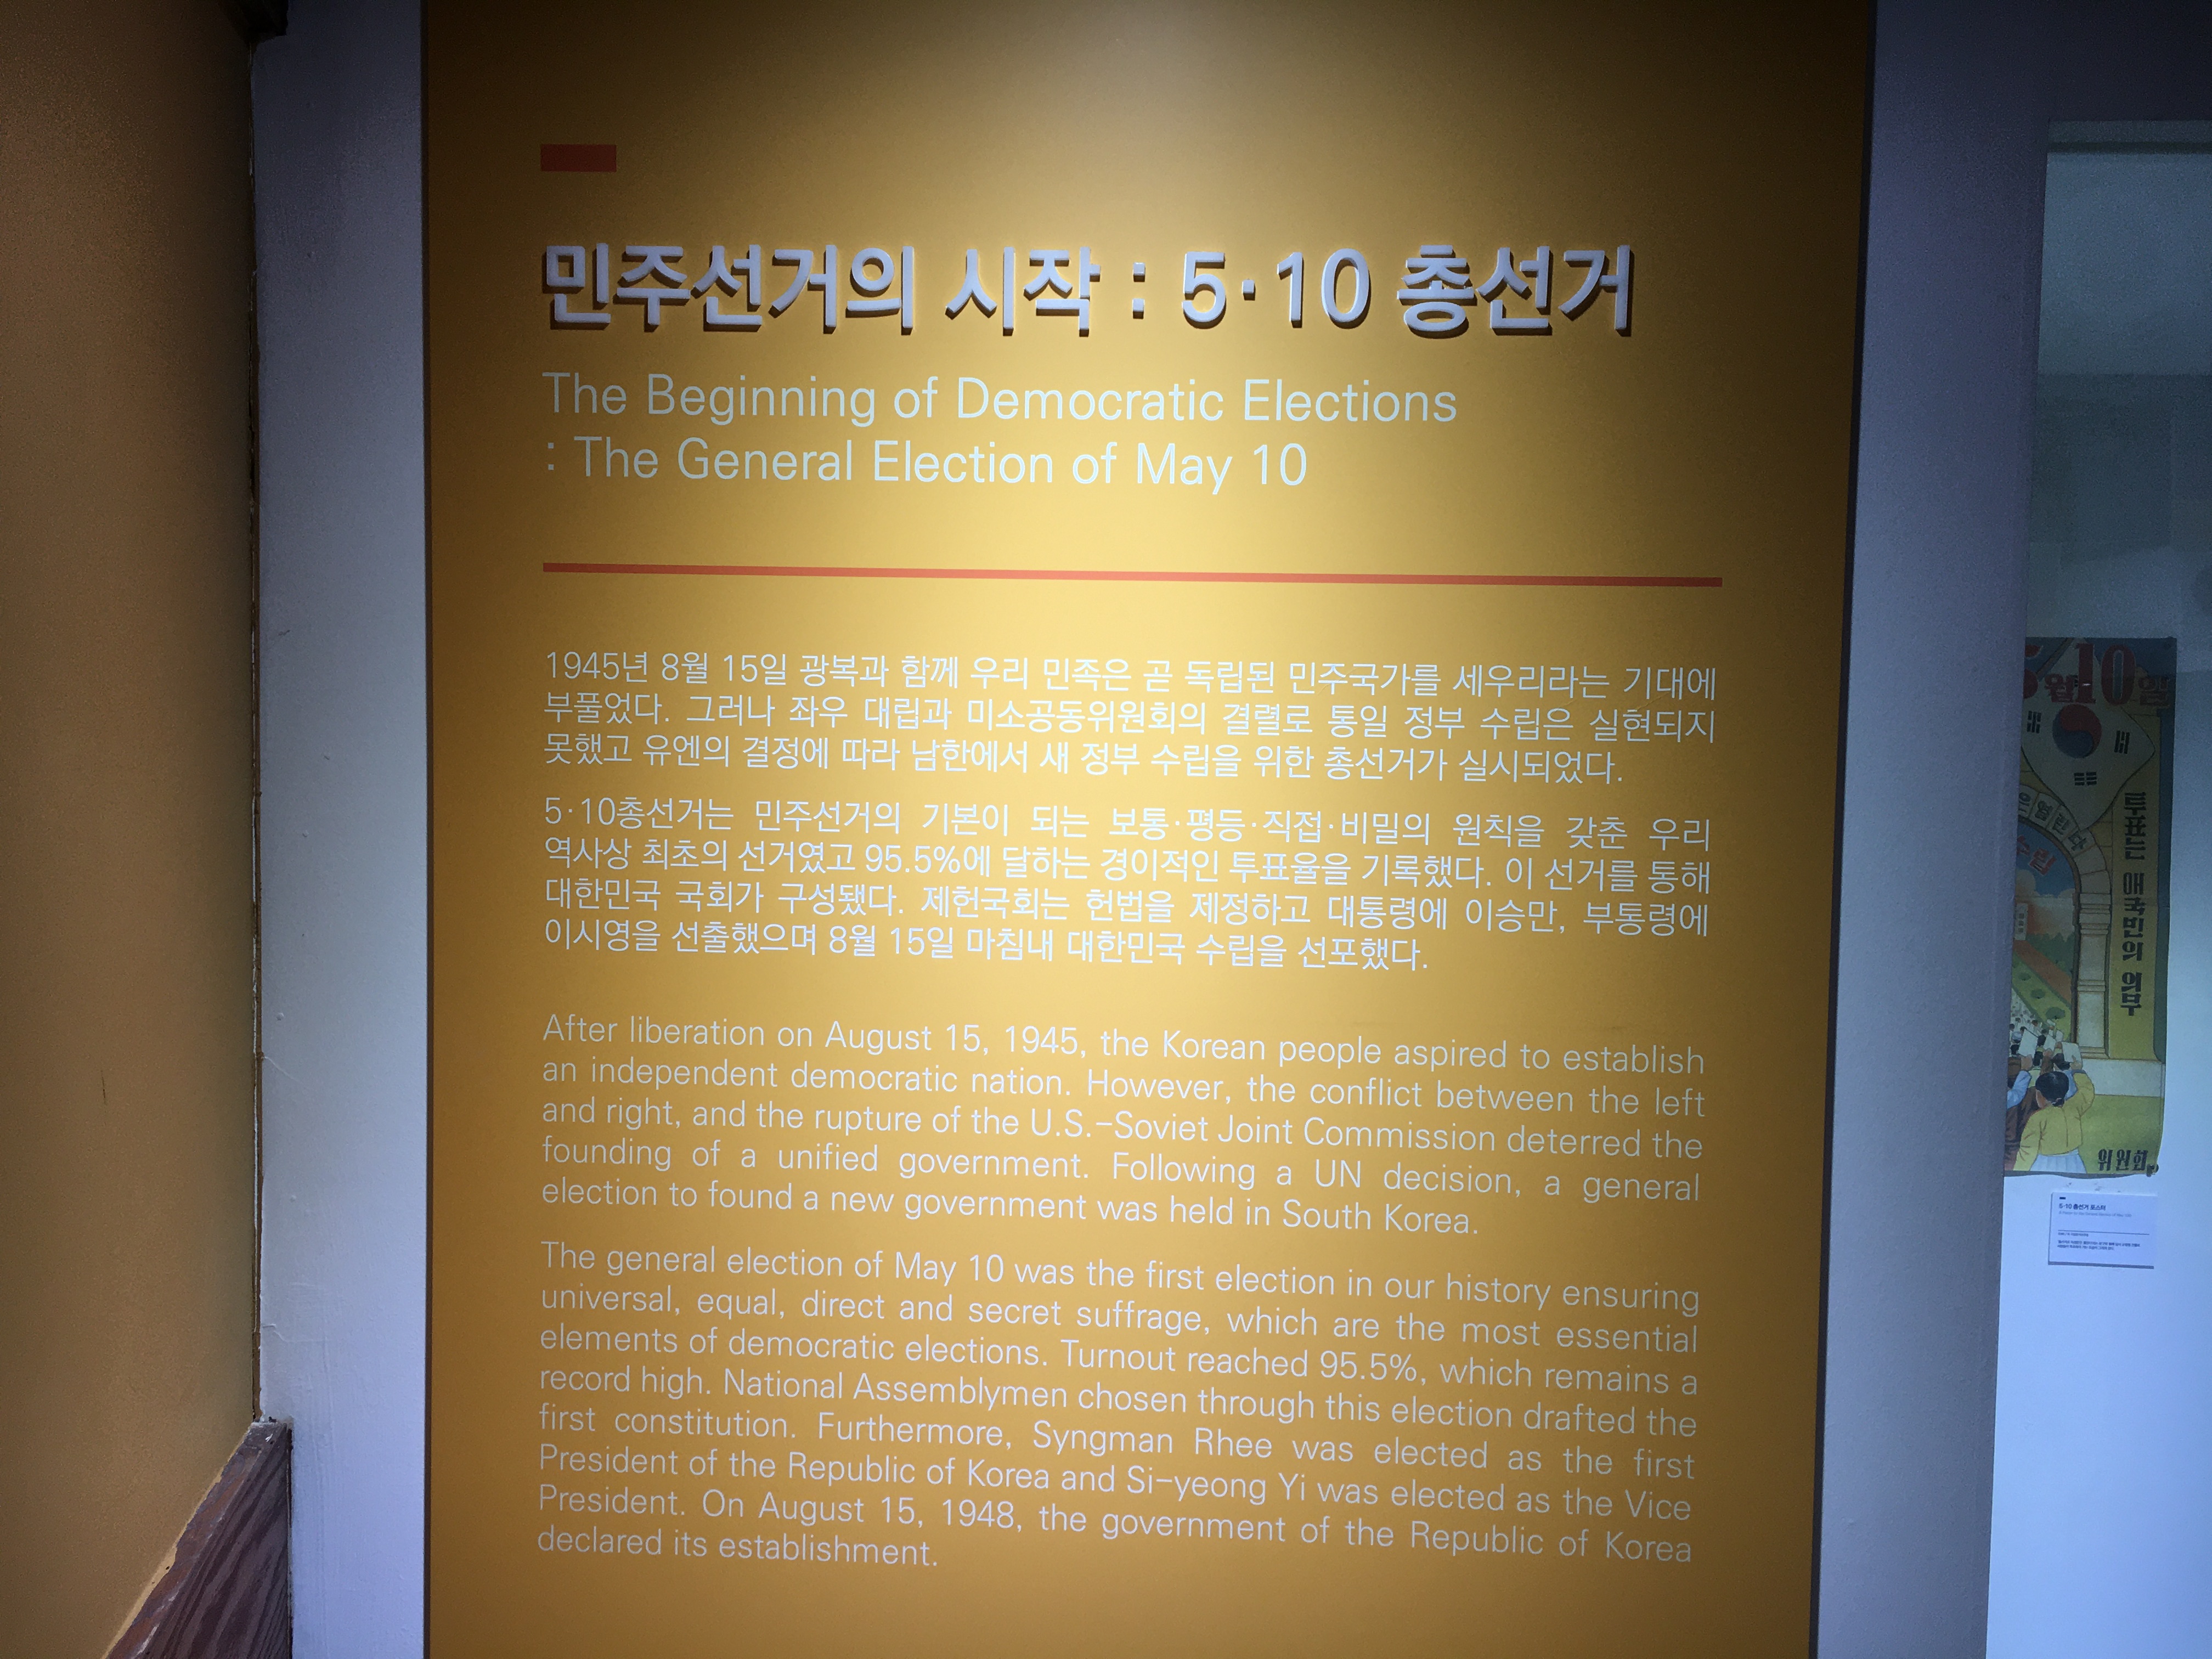 민주선거의 시작 : 5·10 총선거
The Beginning of Democratic Elections
: The General Election of May 10
1945년 8월 15일 광복과 함께 우리 민족은 곧 독립된 민주국가를 세우리라는 기대에
부풀었다. 그러나 좌우 대립과 미소공동위원회의 결렬로 통일 정부 수립은 실현되지
못했고 유엔의 결정에 따라 남한에서 새 정부 수립을 위한 총선거가 실시되었다.
5·10총선거는 민주선거의 기본이 되는 보통·평등·직접·비밀의 원칙을 갖춘 우리
역사상 최초의 선거였고 95.5%에 달하는 경이적인 투표율을 기록했다. 이 선거를 통해
대한민국 국회가 구성됐다. 제헌국회는 헌법을 제정하고 대통령에 이승만, 부통령에
이시영을 선출했으며 8월 15일 마침내 대한민국 수립을 선포했다.
After liberation on August 15, 1945, the Korean people aspired to establish
an independent democratic nation. However, the conflict between the left
and right, and the rupture of the U.S.-Soviet Joint Commission deterred the
founding of a unified government. Following a UN decision, a general
election to found a new government was held in South Korea.
The general election of May 10 was the first election in our history ensuring
universal, equal, direct and secret suffrage, which are the most essential
elements of democratic elections. Turnout reached 95.5%, which remains a
record high. National Assemblymen chosen through this election drafted the
first constitution. Furthermore, Syngman Rhee was elected as the first
President of the Republic of Korea and Si-yeong Yi was elected as the Vice
President. On August 15, 1948, the government of the Republic of Korea
declared its establishment.
5월10일
투표는 애국민의 의무
수립
위원회
5·10 총선거 포스터